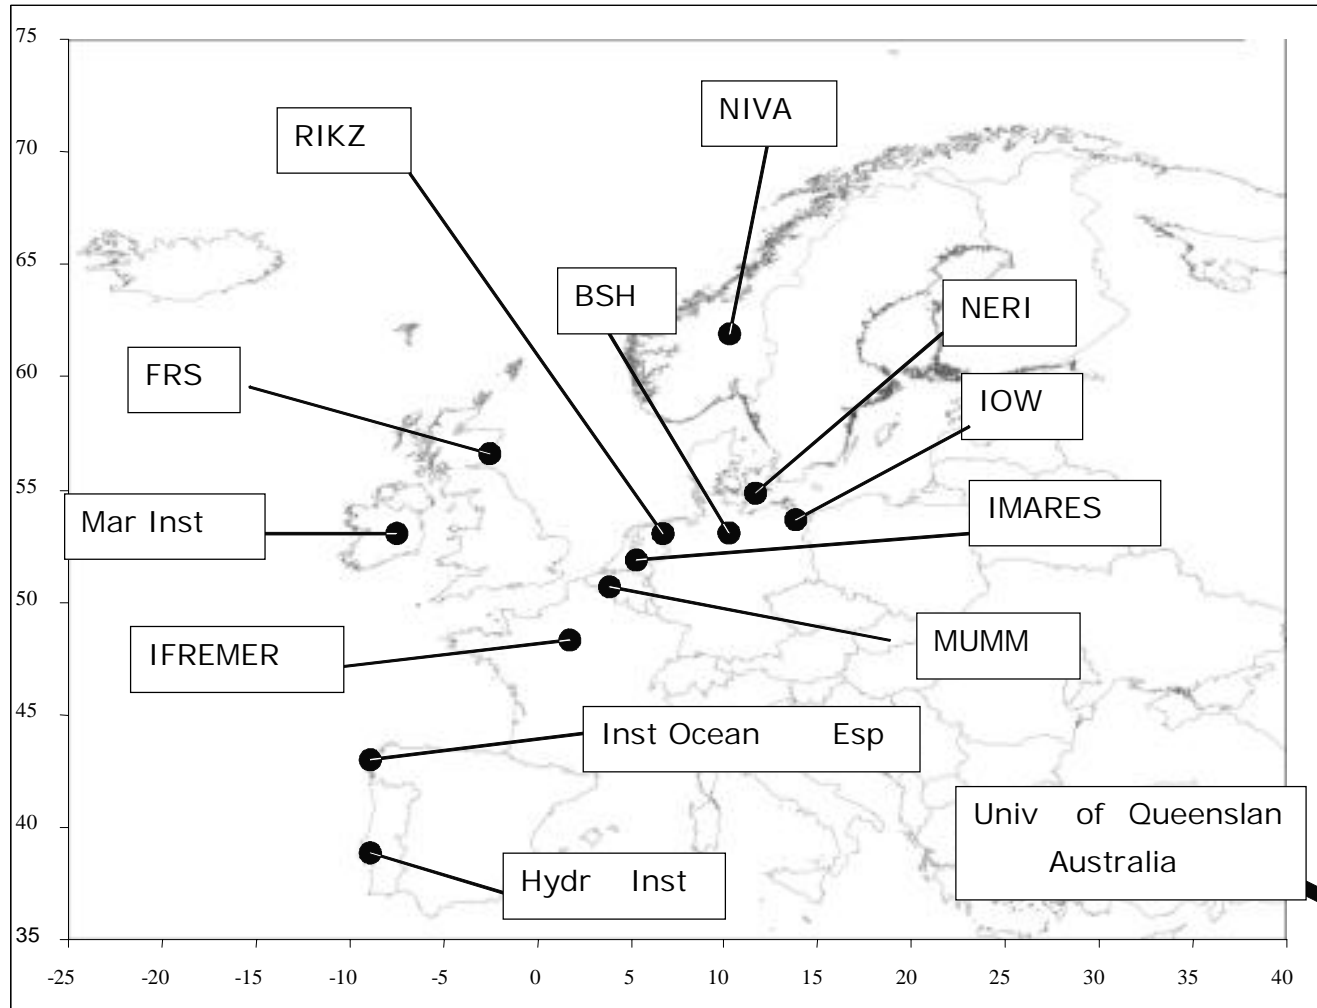 75
70
65
60
55
50
45
40
35
-25 -20 -15 -10 -5 0 5 10 15 20 25 30 35 40
NIVA
RIKZ
BSH
NERI
FRS
IOW
Mar Inst
IMARES
IFREMER
MUMM
Inst Ocean Esp
Univ of Queenslan
Australia
Hydr Inst